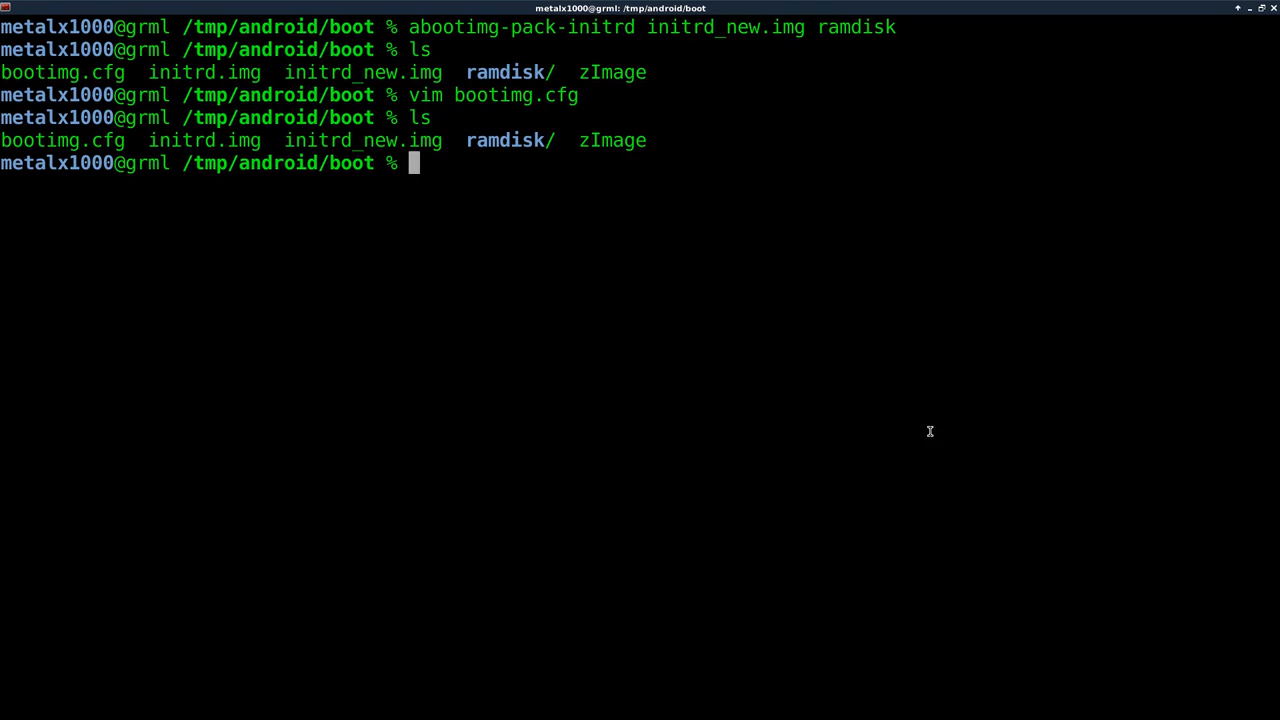 metalx1000@grml: /tmp/android/boot
metalx1000@grml /tmp/android/boot % abootimg-pack-initrd initrd_new.img ramdisk
metalx1000@grml /tmp/android/boot % ls
bootimg.cfg  initrd.img  initrd_new.img  ramdisk/  zImage
metalx1000@grml /tmp/android/boot % vim bootimg.cfg
metalx1000@grml /tmp/android/boot % ls
bootimg.cfg  initrd.img  initrd_new.img  ramdisk/  zImage
metalx1000@grml /tmp/android/boot %